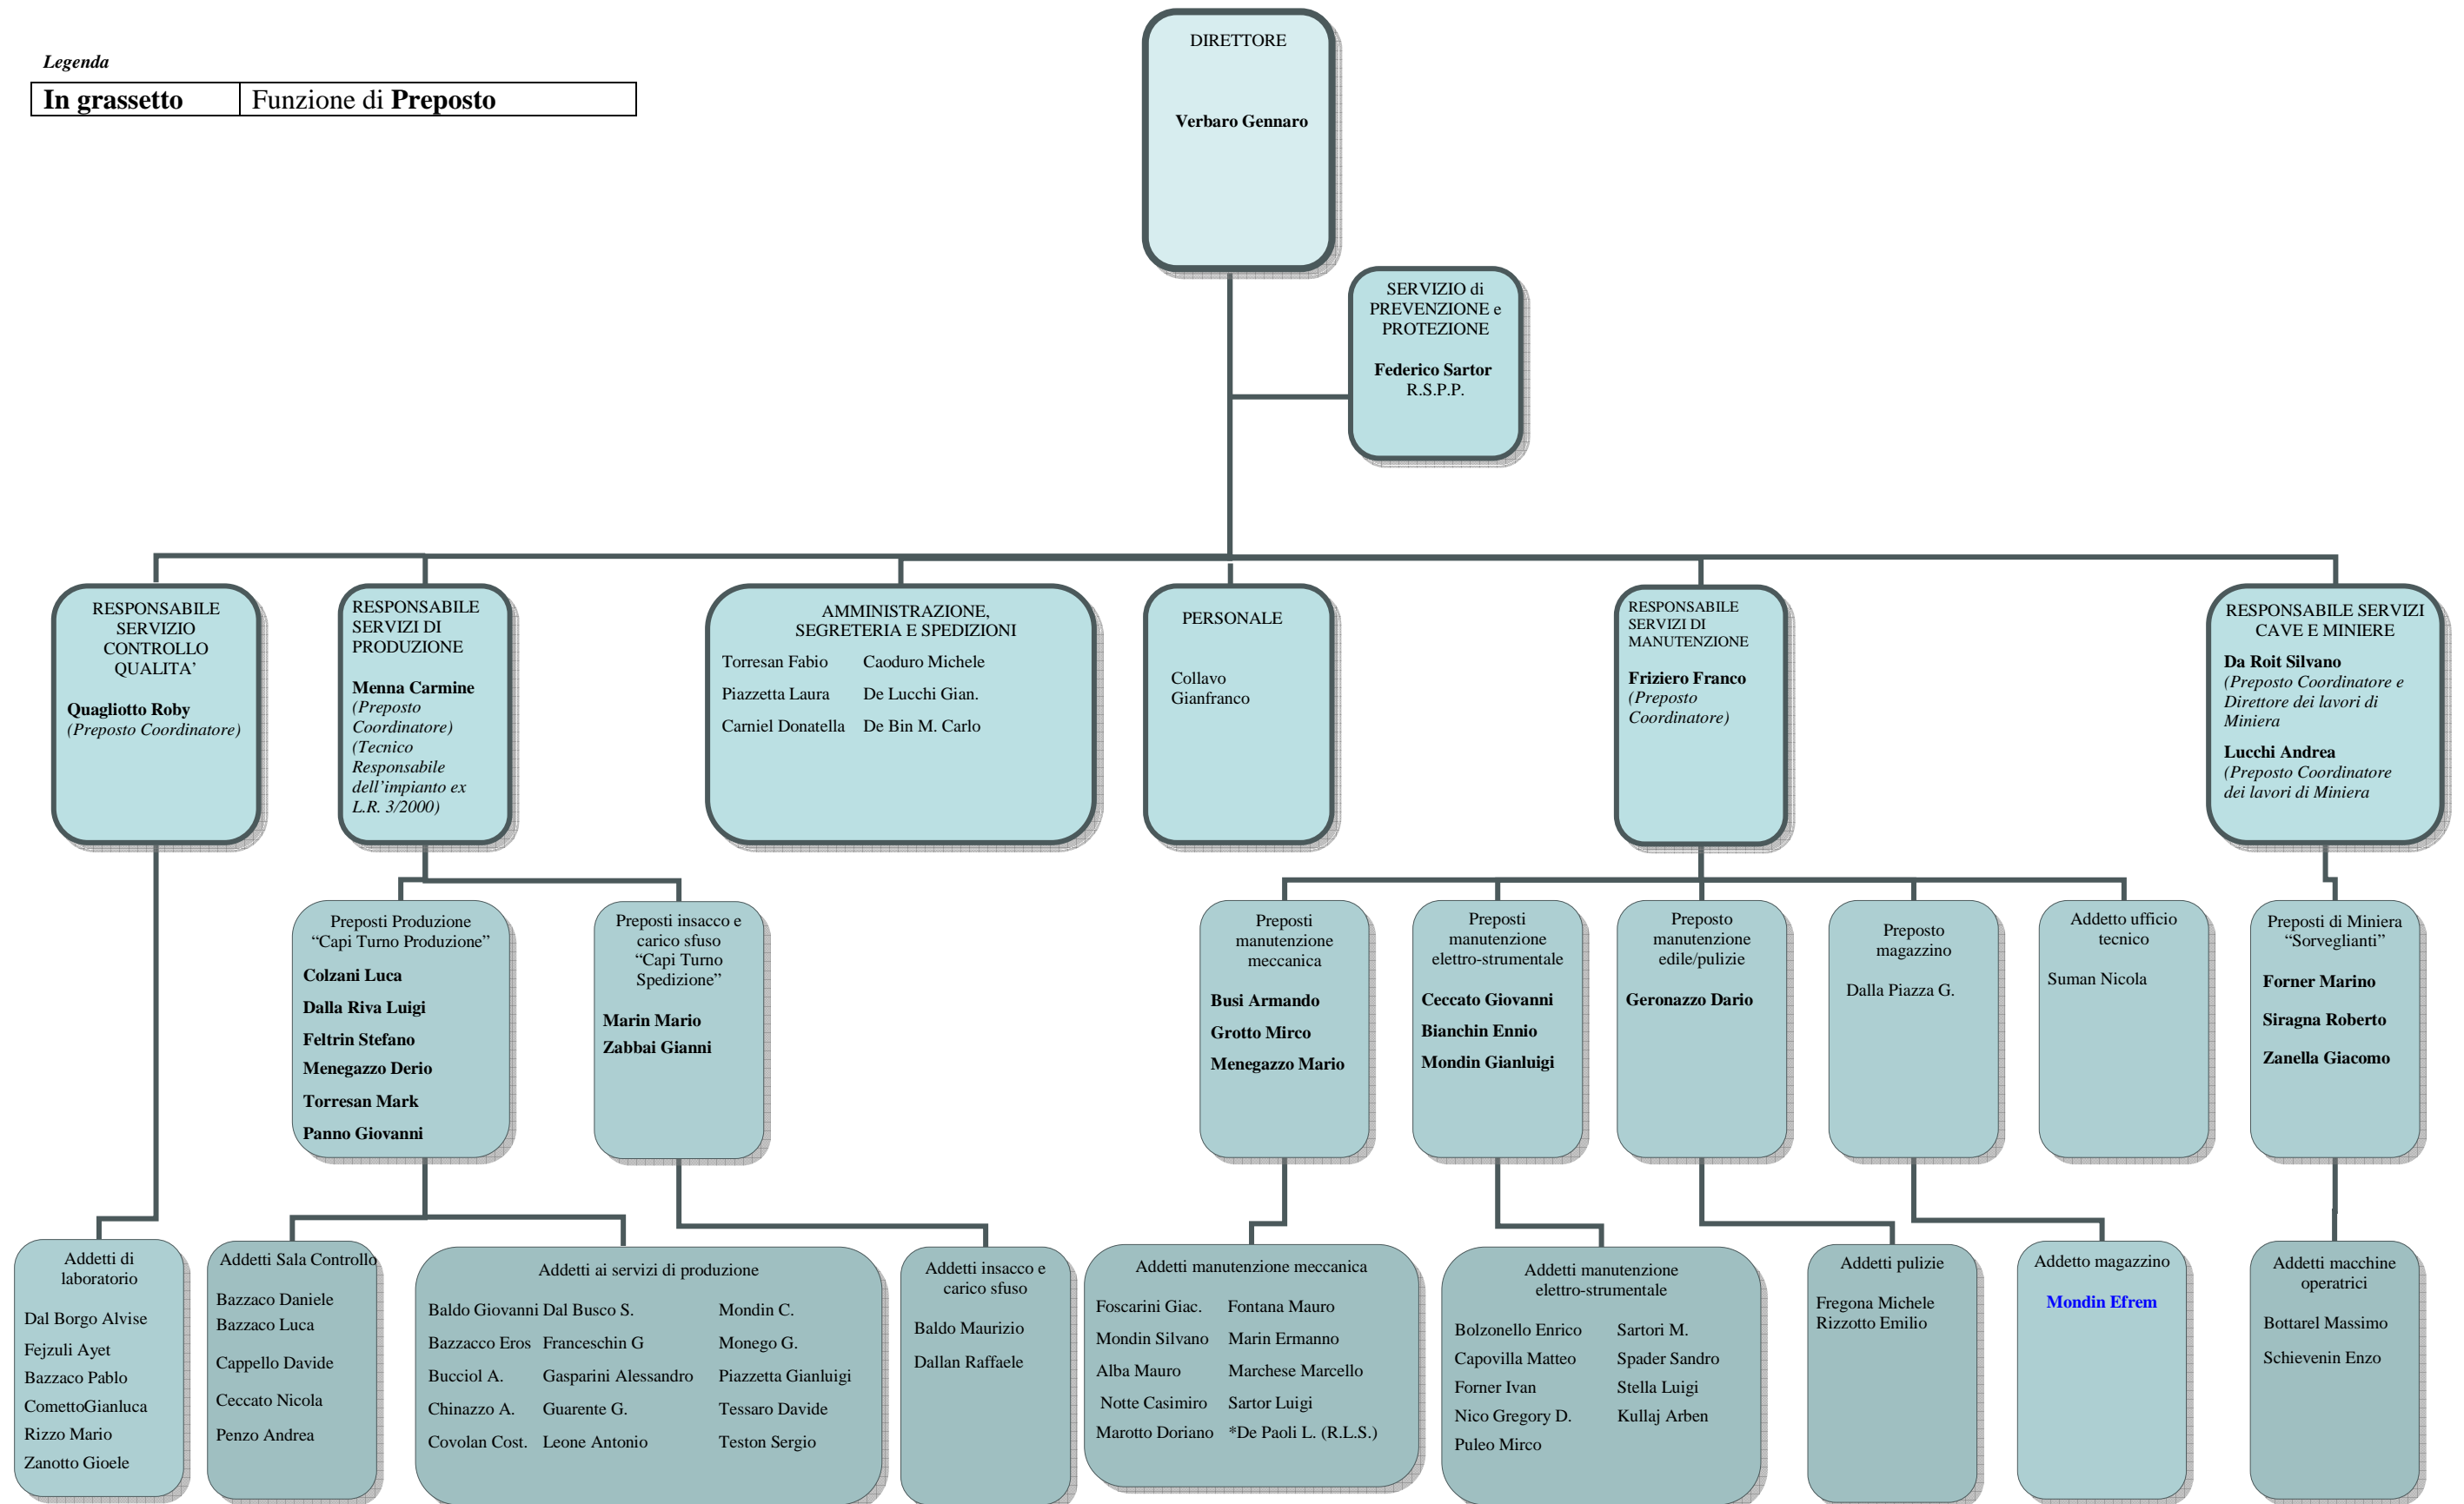 Legenda
In grassetto Funzione di Preposto
DIRETTORE
Verbaro Gennaro
SERVIZIO di
PREVENZIONE e
PROTEZIONE
Federico Sartor
R.S.P.P.
RESPONSABILE
SERVIZIO
CONTROLLO
QUALITA’
Quagliotto Roby
(Preposto Coordinatore)
RESPONSABILE
SERVIZI DI
PRODUZIONE
Menna Carmine
(Preposto
Coordinatore)
(Tecnico
Responsabile
dell’impianto ex
L.R. 3/2000)
AMMINISTRAZIONE,
SEGRETERIA E SPEDIZIONI
Torresan Fabio Caoduro Michele
Piazzetta Laura De Lucchi Gian.
Carniel Donatella De Bin M. Carlo
PERSONALE
Collavo
Gianfranco
RESPONSABILE
SERVIZI DI
MANUTENZIONE
Friziero Franco
(Preposto
Coordinatore)
RESPONSABILE SERVIZI
CAVE E MINIERE
Da Roit Silvano
(Preposto Coordinatore e
Direttore dei lavori di
Miniera
Lucchi Andrea
(Preposto Coordinatore
dei lavori di Miniera
Preposti Produzione
“Capi Turno Produzione”
Colzani Luca
Dalla Riva Luigi
Feltrin Stefano
Menegazzo Derio
Torresan Mark
Panno Giovanni
Preposti insacco e
carico sfuso
“Capi Turno
Spedizione”
Marin Mario
Zabbai Gianni
Preposti
manutenzione
meccanica
Busi Armando
Grotto Mirco
Menegazzo Mario
Preposti
manutenzione
elettro-strumentale
Ceccato Giovanni
Bianchin Ennio
Mondin Gianluigi
Preposto
manutenzione
edile/pulizie
Geronazzo Dario
Preposto
magazzino
Dalla Piazza G.
Addetto ufficio
tecnico
Suman Nicola
Preposti di Miniera
“Sorveglianti”
Forner Marino
Siragna Roberto
Zanella Giacomo
Addetti di
laboratorio
Dal Borgo Alvise
Fejzuli Ayet
Bazzaco Pablo
ComettoGianluca
Rizzo Mario
Zanotto Gioele
Addetti Sala Controllo
Bazzaco Daniele
Bazzaco Luca
Cappello Davide
Ceccato Nicola
Penzo Andrea
Addetti ai servizi di produzione
Baldo Giovanni Dal Busco S. Mondin C.
Bazzacco Eros Franceschin G Monego G.
Bucciol A. Gasparini Alessandro Piazzetta Gianluigi
Chinazzo A. Guarente G. Tessaro Davide
Covolan Cost. Leone Antonio Teston Sergio
Addetti insacco e
carico sfuso
Baldo Maurizio
Dallan Raffaele
Addetti manutenzione meccanica
Foscarini Giac. Fontana Mauro
Mondin Silvano Marin Ermanno
Alba Mauro Marchese Marcello
Notte Casimiro Sartor Luigi
Marotto Doriano *De Paoli L. (R.L.S.)
Addetti manutenzione
elettro-strumentale
Bolzonello Enrico Sartori M.
Capovilla Matteo Spader Sandro
Forner Ivan Stella Luigi
Nico Gregory D. Kullaj Arben
Puleo Mirco
Addetti pulizie
Fregona Michele
Rizzotto Emilio
Addetto magazzino
Mondin Efrem
Addetti macchine
operatrici
Bottarel Massimo
Schievenin Enzo